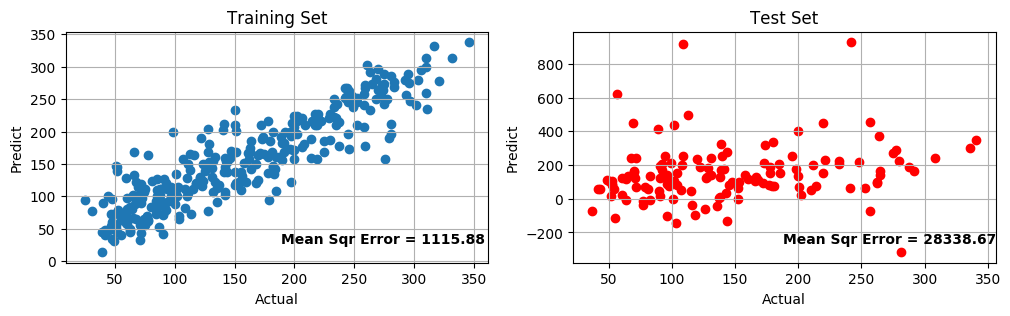 Training Set
350
300
250
200
150
100
50
0
Predict
50 100 150 200 250 300 350
Actual
Mean Sqr Error = 1115.88
Test Set
800
600
400
200
0
−200
Predict
50 100 150 200 250 300 350
Actual
Mean Sqr Error = 28338.67